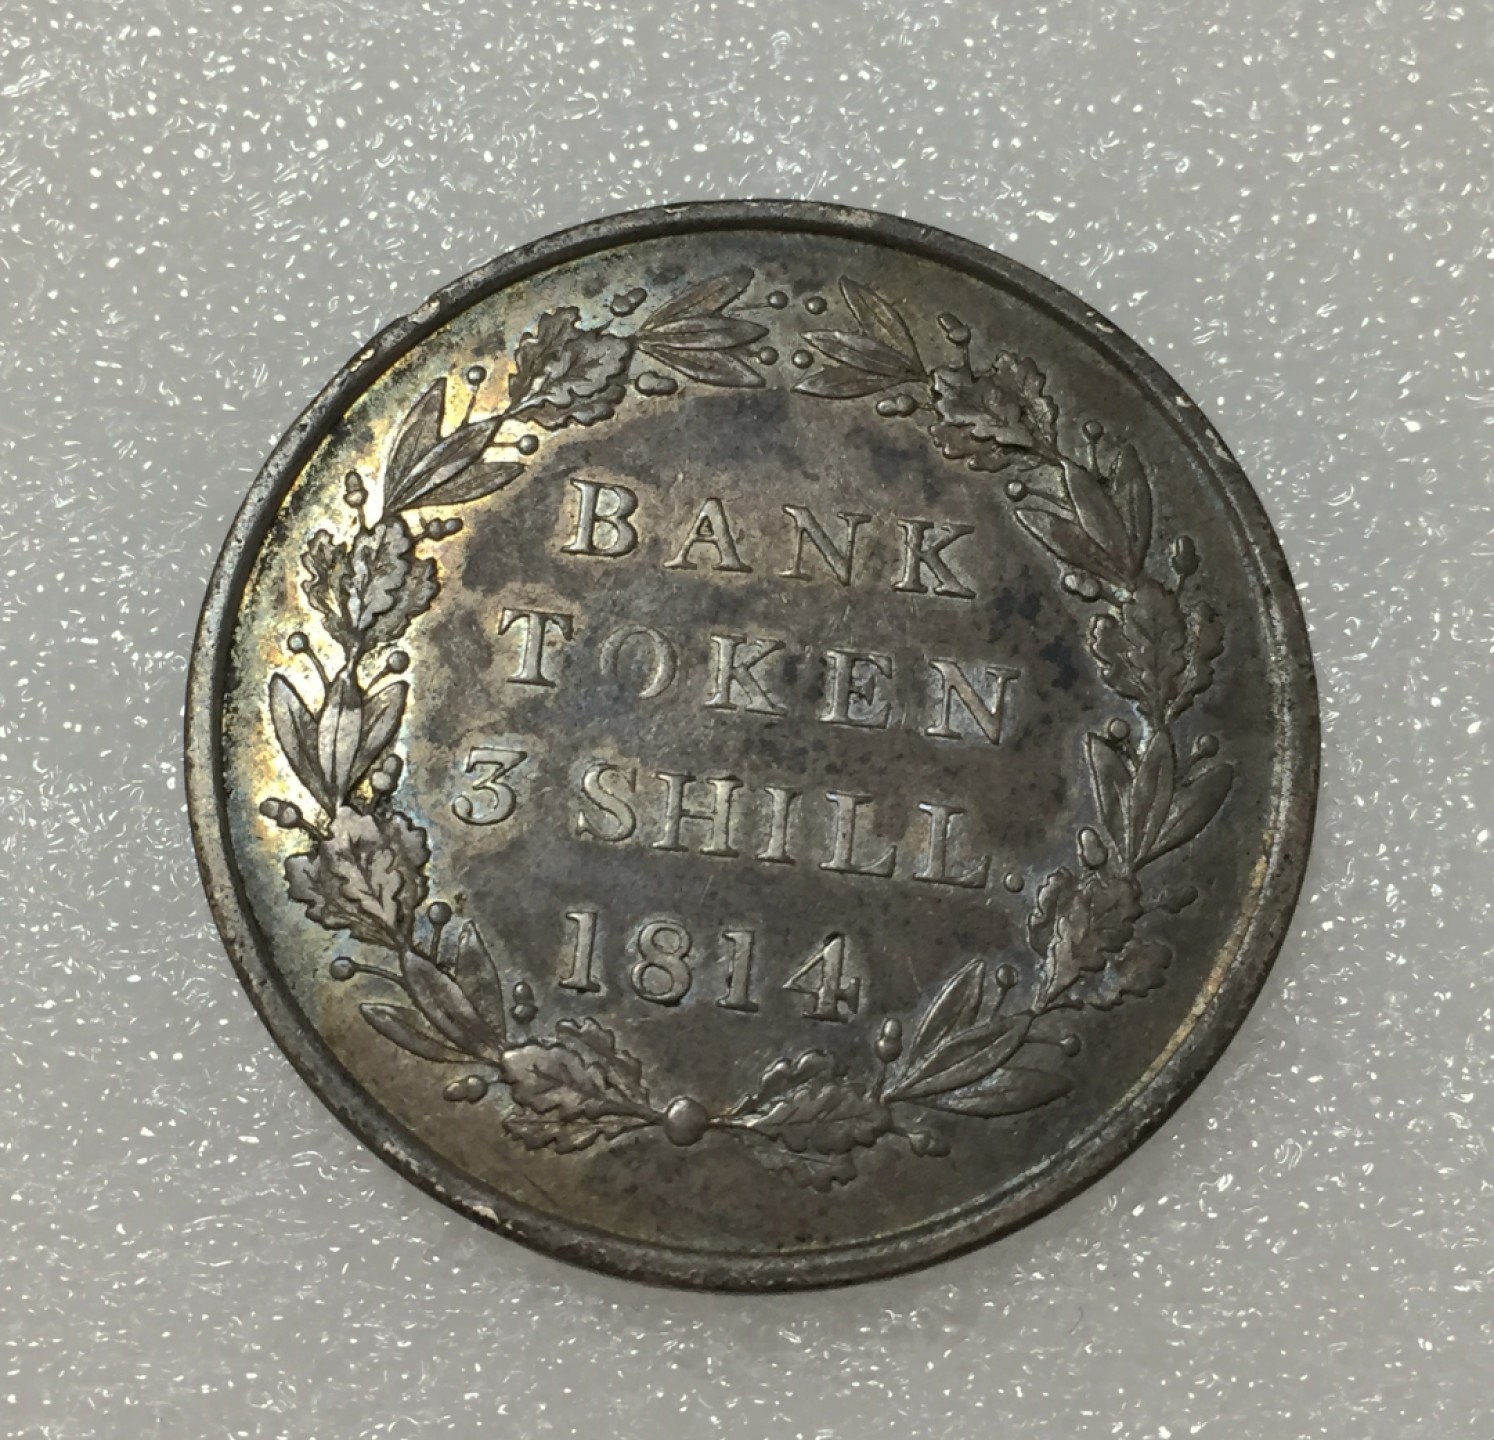 BANK
TOKEN
3 SHILL.
1814